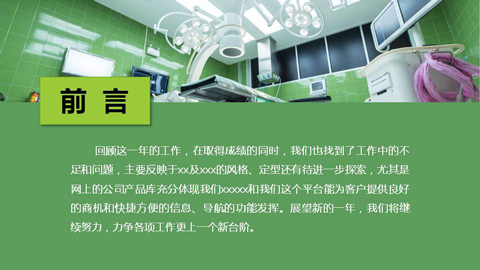 前 言
回顾这一年的工作，在取得成绩的同时，我们也找到了工作中的不
足和问题，主要反映于xx及xxx的风格、定型还有待进一步探索，尤其是
网上的公司产品库充分体现我们xxxxx和我们这个平台能为客户提供良好
的商机和快捷方便的信息、导航的功能发挥。展望新的一年，我们将继
续努力，力争各项工作更上一个新台阶。